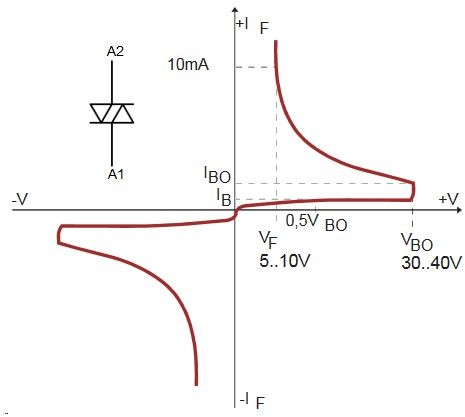 +I F
A2
10mA
A1
I BO
I B
-V
+V
0,5V BO
V F
5..10V
V BO
30..40V
-I F